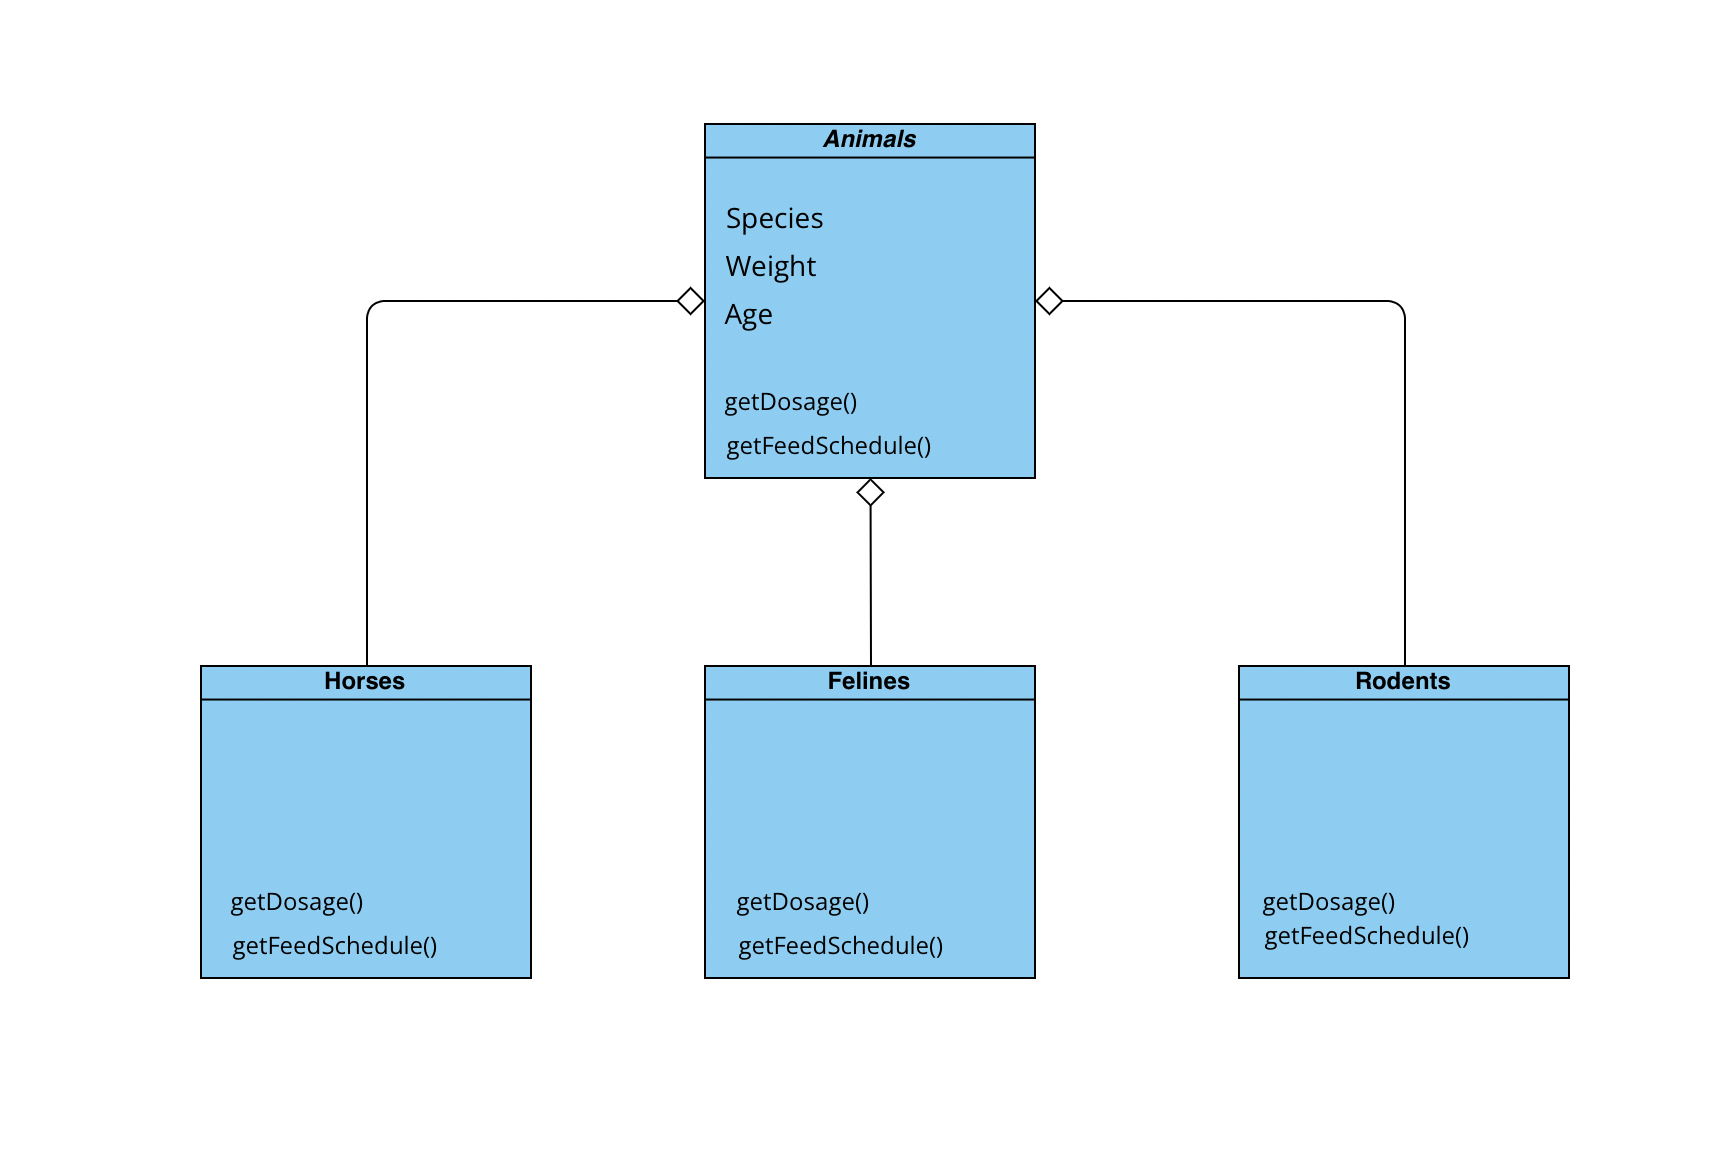 Animals
Species
Weight
Age
getDosage()
getFeedSchedule()
Horses
getDosage()
getFeedSchedule()
Felines
getDosage()
getFeedSchedule()
Rodents
getDosage()
getFeedSchedule()